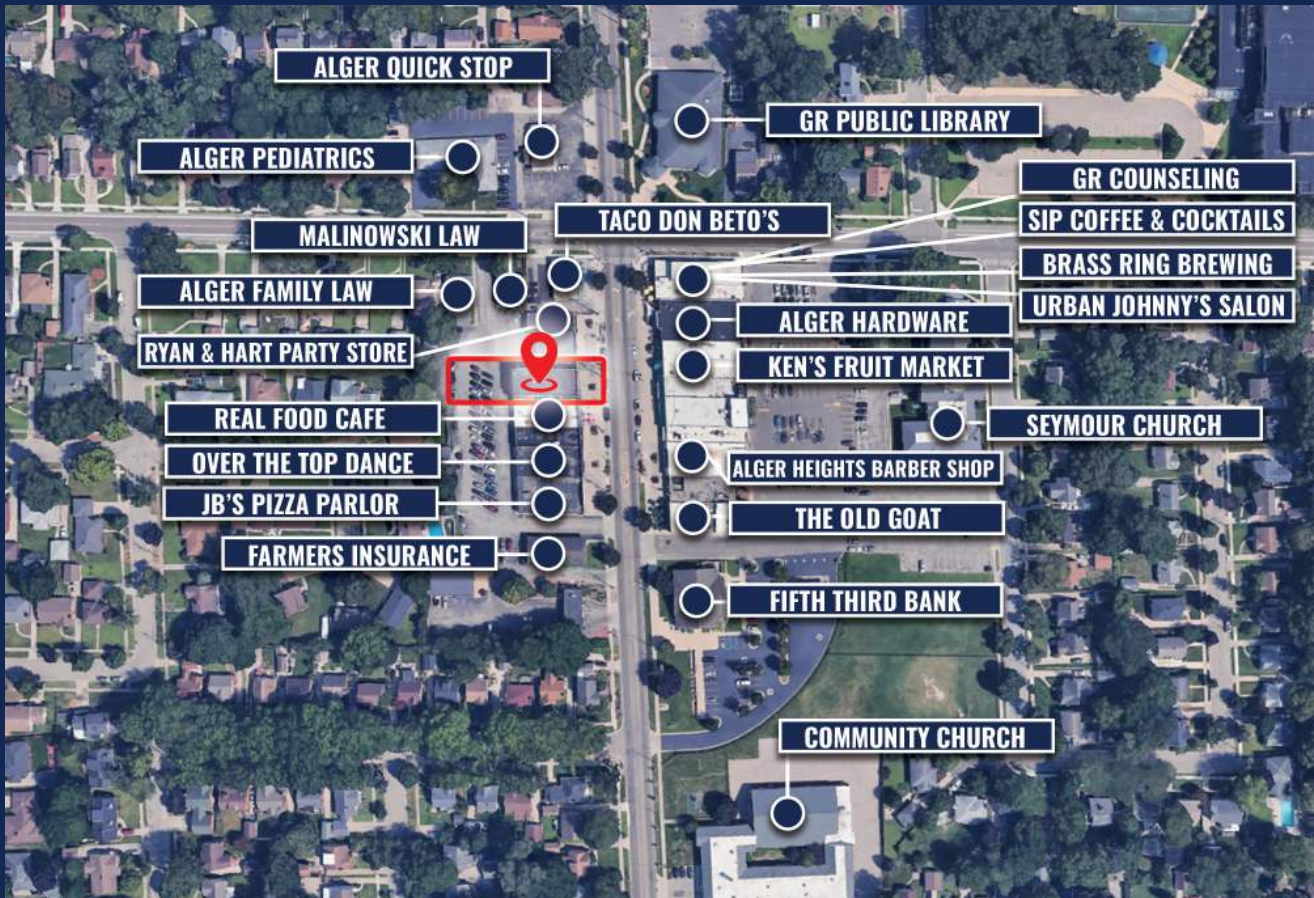 ALGER QUICK STOP
GR PUBLIC LIBRARY
ALGER PEDIATRICS
GR COUNSELING
SIP COFFEE & COCKTAILS
BRASS RING BREWING
URBAN JOHNNY'S SALON
TACO DON BETO'S
MALINOWSKI LAW
ALGER FAMILY LAW
RYAN & HART PARTY STORE
ALGER HARDWARE
KEN'S FRUIT MARKET
REAL FOOD CAFE
SEYMOUR CHURCH
OVER THE TOP DANCE
ALGER HEIGHTS BARBER SHOP
JB'S PIZZA PARLOR
THE OLD GOAT
FARMERS INSURANCE
FIFTH THIRD BANK
COMMUNITY CHURCH